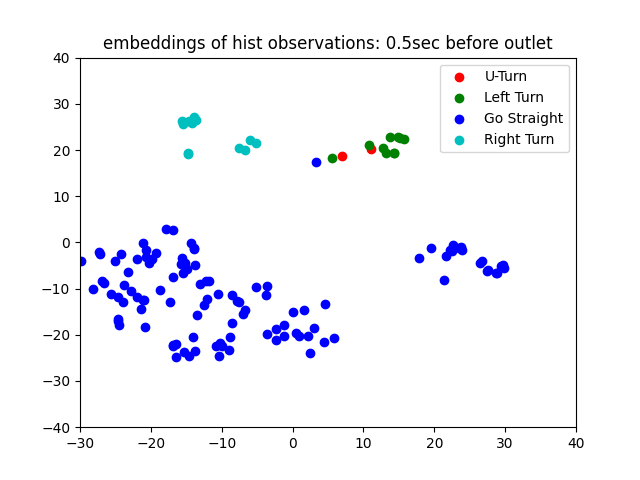 embeddings of hist observations: 0.5sec before outlet
U-Turn
Left Turn
Go Straight
Right Turn
40
30
20
10
0
−10
−20
−30
−40
−30 −20 −10 0 10 20 30 40